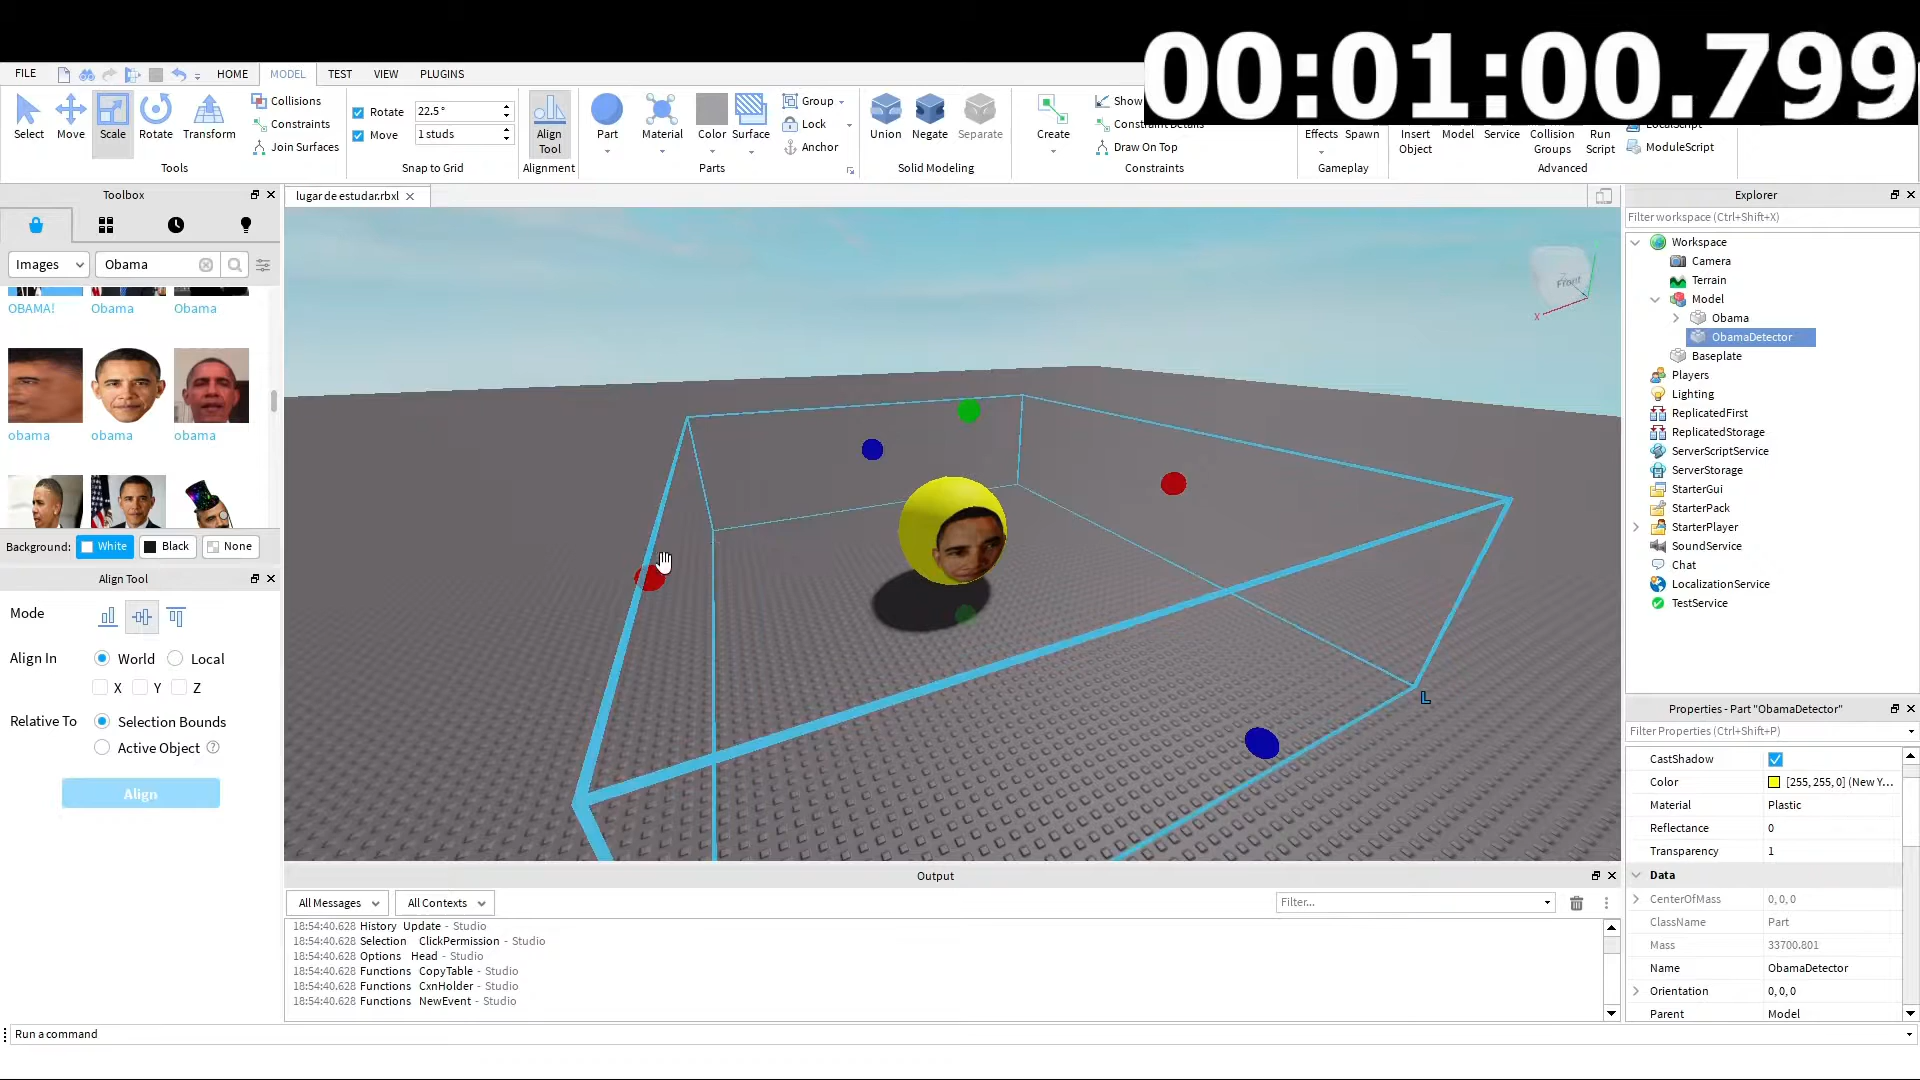 00:01:00.799
FILE HOME MODEL TEST VIEW PLUGINS
Select Move Scale Rotate Transform
Collisions
Constraints
Join Surfaces
Tools
Rotate 22.5°
Move 1 studs
Snap to Grid
Align
Tool
Alignment
Part Material Color Surface
Group
Lock
Anchor
Parts
Union Negate Separate
Solid Modeling
Create
Show
Constraint Details
Draw On Top
Constraints
Effects Spawn
Gameplay
Insert
Object
Model
Service
Collision
Groups
Run
Script
LocalScript
ModuleScript
Advanced
Toolbox
Images Obama
OBAMA! Obama Obama
obama obama obama
Background: White Black None
Align Tool
Mode
Align In World Local
X Y Z
Relative To Selection Bounds
Active Object ?
Align
lugar de estudar.rbxl
Front
X
L
Output
All Messages All Contexts Filter...
18:54:40.628 History Update - Studio
18:54:40.628 Selection ClickPermission - Studio
18:54:40.628 Options Head - Studio
18:54:40.628 Functions CopyTable - Studio
18:54:40.628 Functions CxnHolder - Studio
18:54:40.628 Functions NewEvent - Studio
Run a command
Explorer
Filter workspace (Ctrl+Shift+X)
Workspace
Camera
Terrain
Model
Obama
ObamaDetector
Baseplate
Players
Lighting
ReplicatedFirst
ReplicatedStorage
ServerScriptService
ServerStorage
StarterGui
StarterPack
StarterPlayer
SoundService
Chat
LocalizationService
TestService
Properties - Part "ObamaDetector"
Filter Properties (Ctrl+Shift+P)
CastShadow
Color [255, 255, 0] (New Y...
Material Plastic
Reflectance 0
Transparency 1
Data
CenterOfMass 0, 0, 0
ClassName Part
Mass 33700.801
Name ObamaDetector
Orientation 0, 0, 0
Parent Model